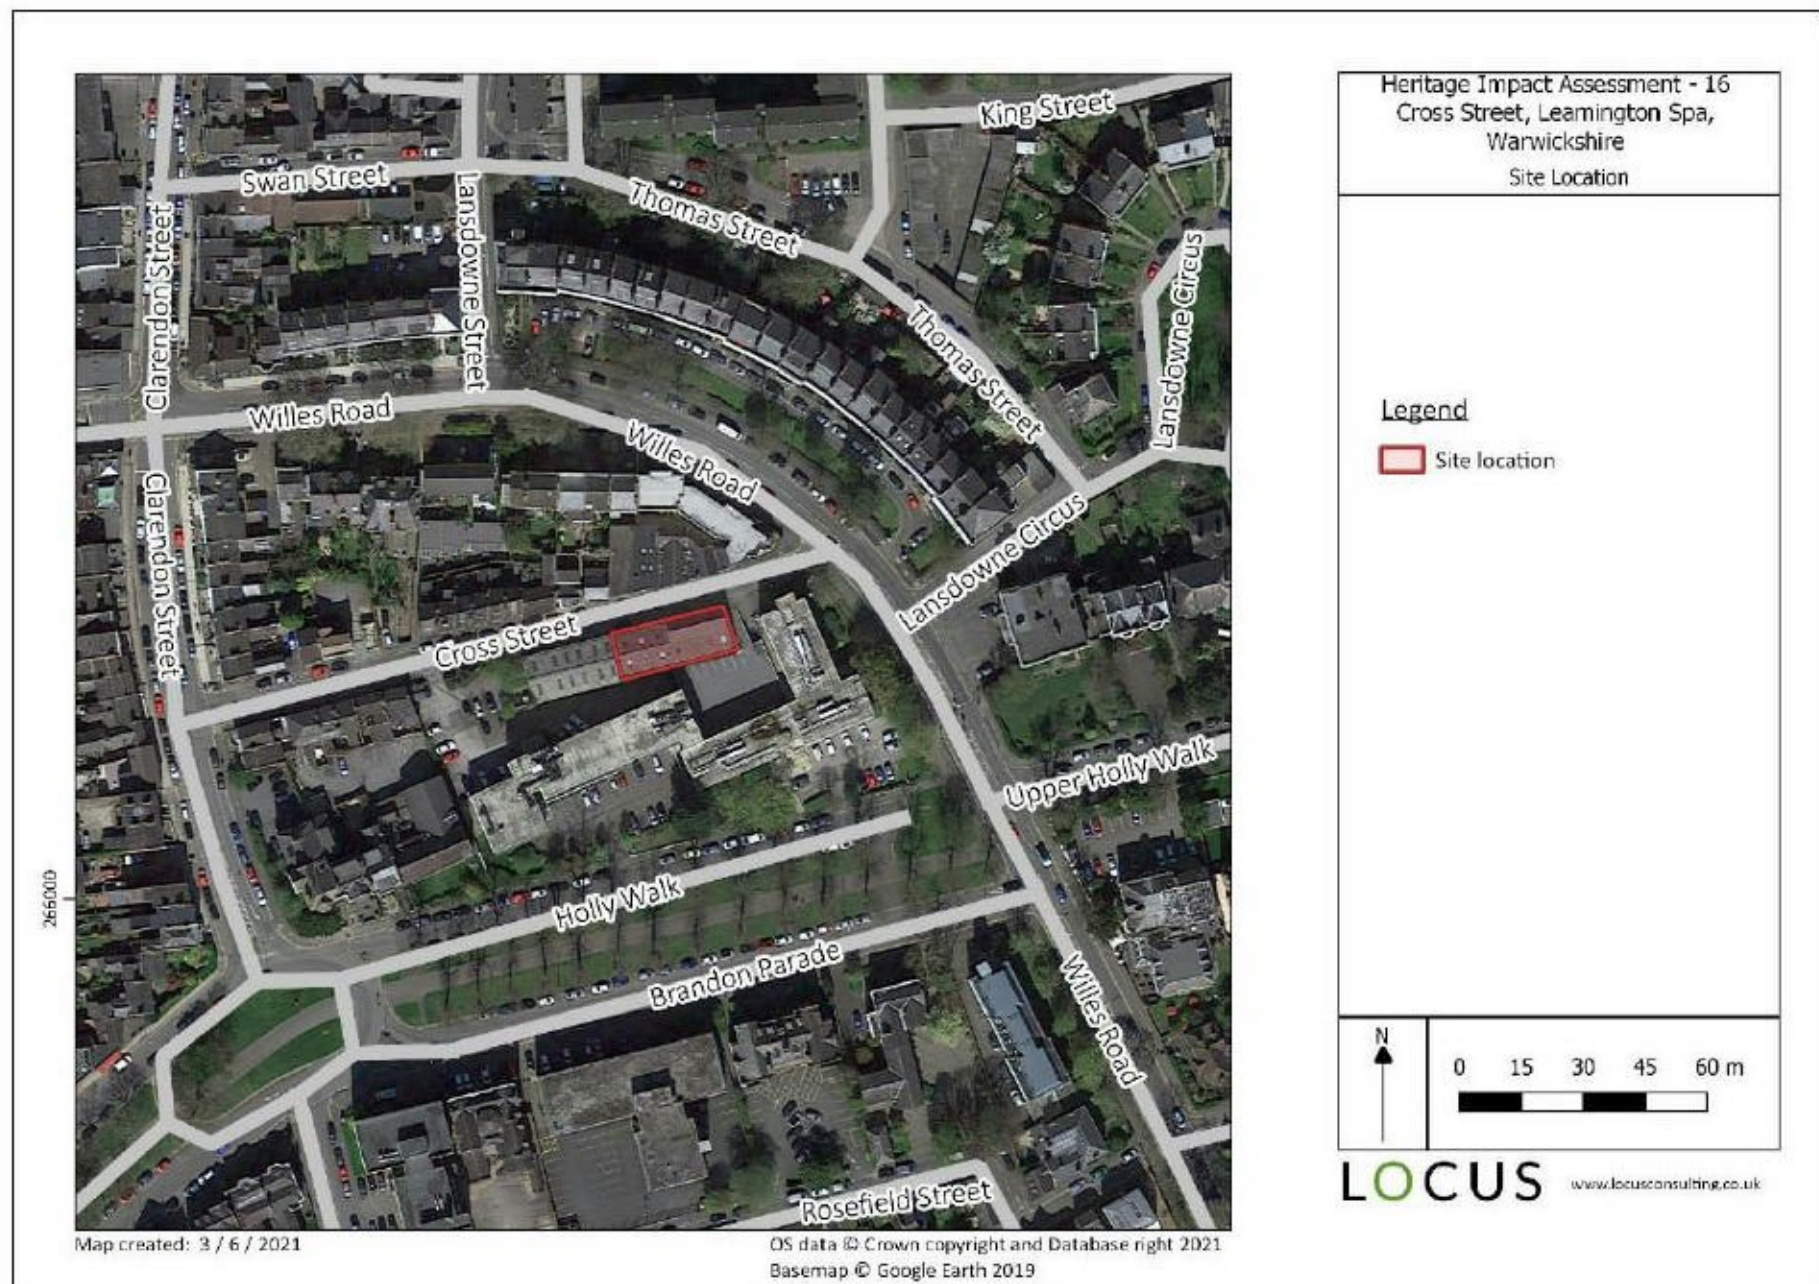 Heritage Impact Assessment - 16
Cross Street, Leamington Spa,
Warwickshire
Site Location
King Street
Swan Street
Thomas Street
Lansdowne Street
Clarendon Street
Lansdowne Circus
Thomas Street
Willes Road
Willes Road
Clarendon Street
Lansdowne Circus
Cross Street
Upper Holly Walk
Holly Walk
Brandon Parade
Willes Road
Rosefield Street
266000
Legend
Site location
N
0 15 30 45 60 m
LOCUS www.locusconsulting.co.uk
Map created: 3 / 6 / 2021
OS data © Crown copyright and Database right 2021
Basemap © Google Earth 2019